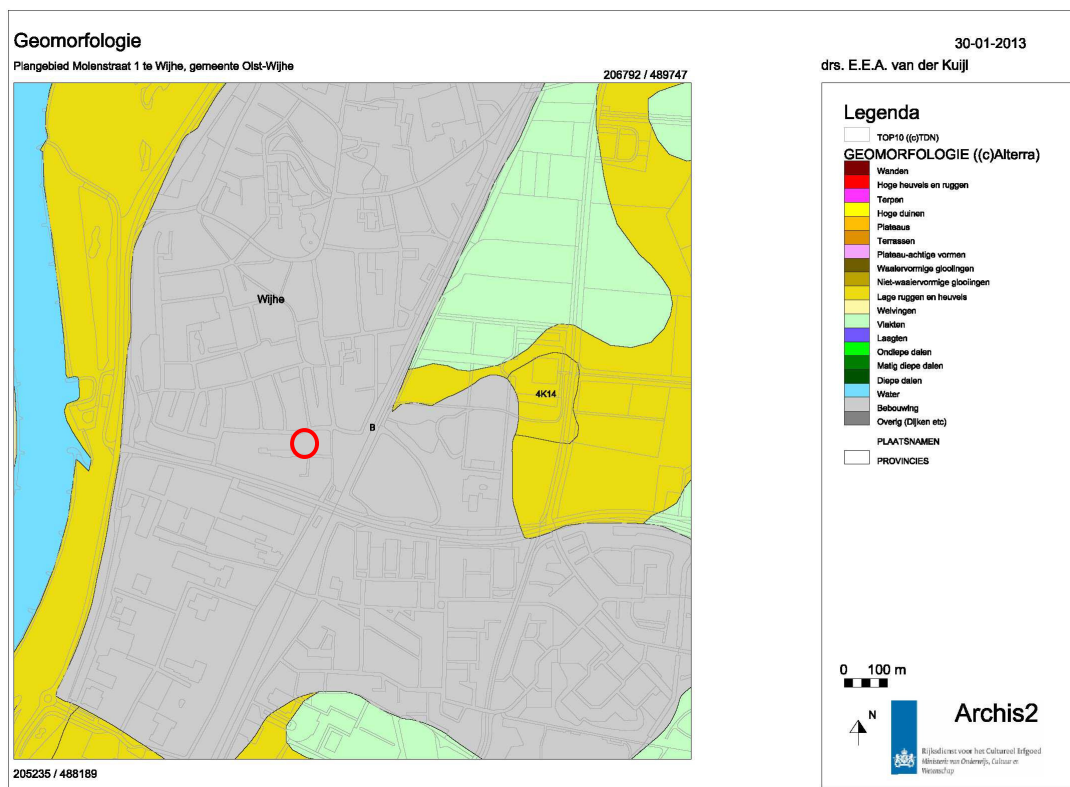 Geomorfologie
30-01-2013
Plangebied Molenstraat 1 te Wijhe, gemeente Olst-Wijhe
drs. E.E.A. van der Kuijl
206792 / 489747
Wijhe
4K14
B
205235 / 488189
Legenda
TOP10 ((c)TDN)
GEOMORFOLOGIE ((c)Alterra)
Wanden
Hoge heuvels en ruggen
Terpen
Hoge duinen
Plateaus
Terrassen
Plateau-achtige vormen
Waaiervormige glooiingen
Niet-waaiervormige glooiingen
Lage ruggen en heuvels
Welvingen
Vlakten
Laagten
Ondiepe dalen
Matig diepe dalen
Diepe dalen
Water
Bebouwing
Overig (Dijken etc)
PLAATSNAMEN
PROVINCIES
0 100 m
N
Archis2
Rijksdienst voor het Cultureel Erfgoed
Ministerie van Onderwijs, Cultuur en
Wetenschap